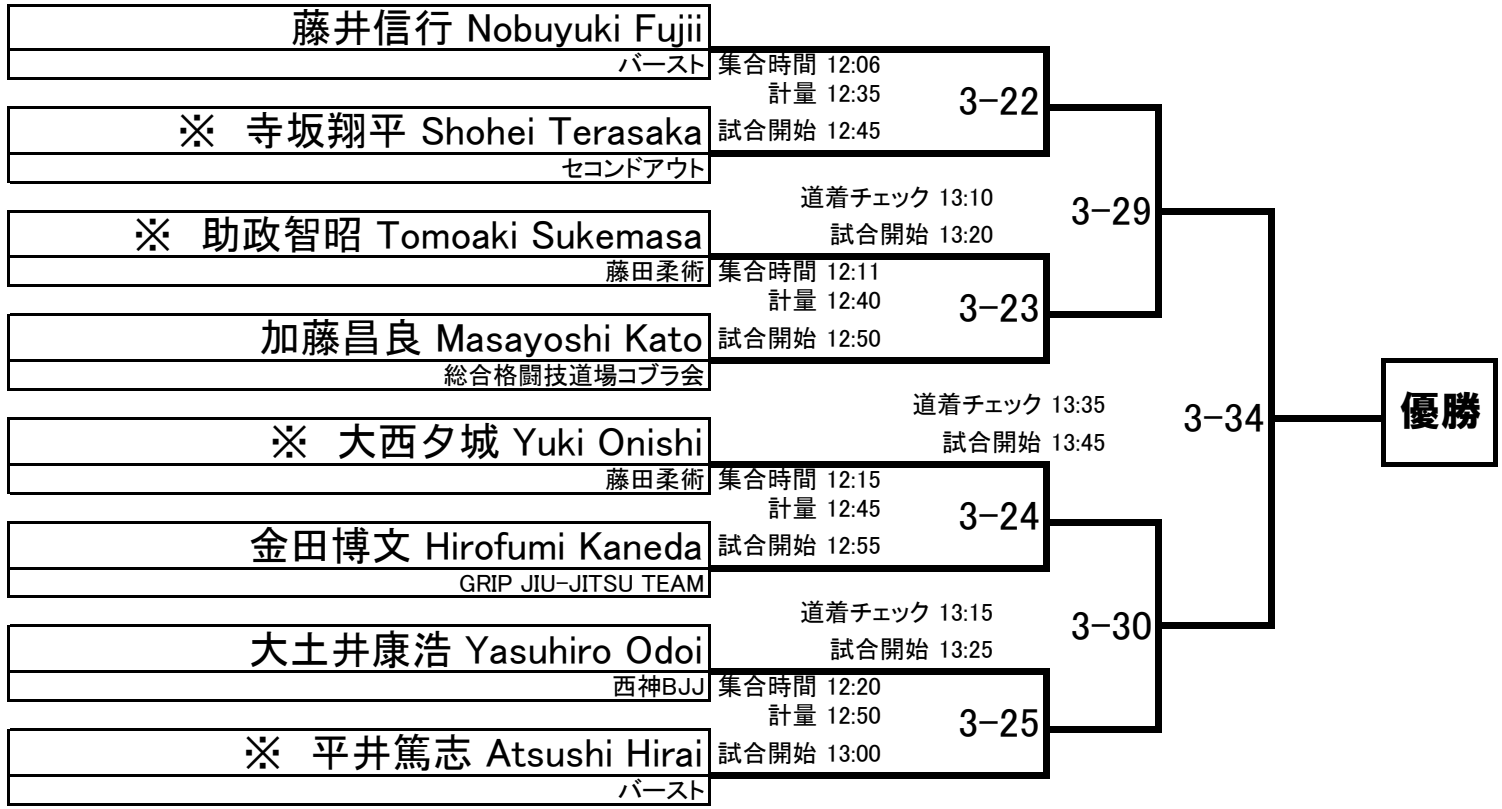 藤井信行 Nobuyuki Fujii
バースト
集合時間 12:06
計量 12:35
3-22
※ 寺坂翔平 Shohei Terasaka
試合開始 12:45
セコンドアウト
道着チェック 13:10
3-29
試合開始 13:20
※ 助政智昭 Tomoaki Sukemasa
藤田柔術
集合時間 12:11
計量 12:40
3-23
加藤昌良 Masayoshi Kato
試合開始 12:50
総合格闘技道場コブラ会
道着チェック 13:35
3-34
試合開始 13:45
優勝
※ 大西夕城 Yuki Onishi
藤田柔術
集合時間 12:15
計量 12:45
3-24
金田博文 Hirofumi Kaneda
試合開始 12:55
GRIP JIU-JITSU TEAM
道着チェック 13:15
3-30
試合開始 13:25
大土井康浩 Yasuhiro Odoi
西神BJJ
集合時間 12:20
計量 12:50
3-25
※ 平井篤志 Atsushi Hirai
試合開始 13:00
バースト